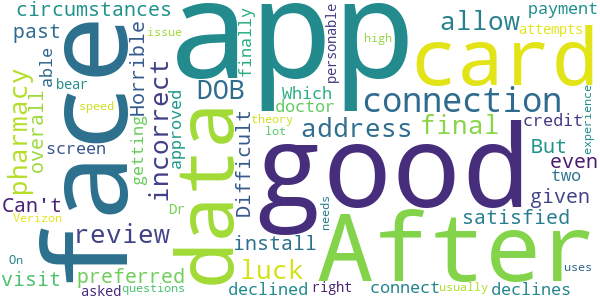 circumstances
app
payment
past
able
issue
finally
personable
high
allow
attempts
bear
face
Horrible
DOB
Which
doctor
card
pharmacy
overall
screen
speed
getting
incorrect
approved
data
Difficult
theory
lot
connection
address
final
credit
experience
But
even
two
good
Can't
Verizon
review
Dr
install
needs
After
given
satisfied
On
visit
preferred
luck
connect
usually
declines
asked
questions
declined
right
uses